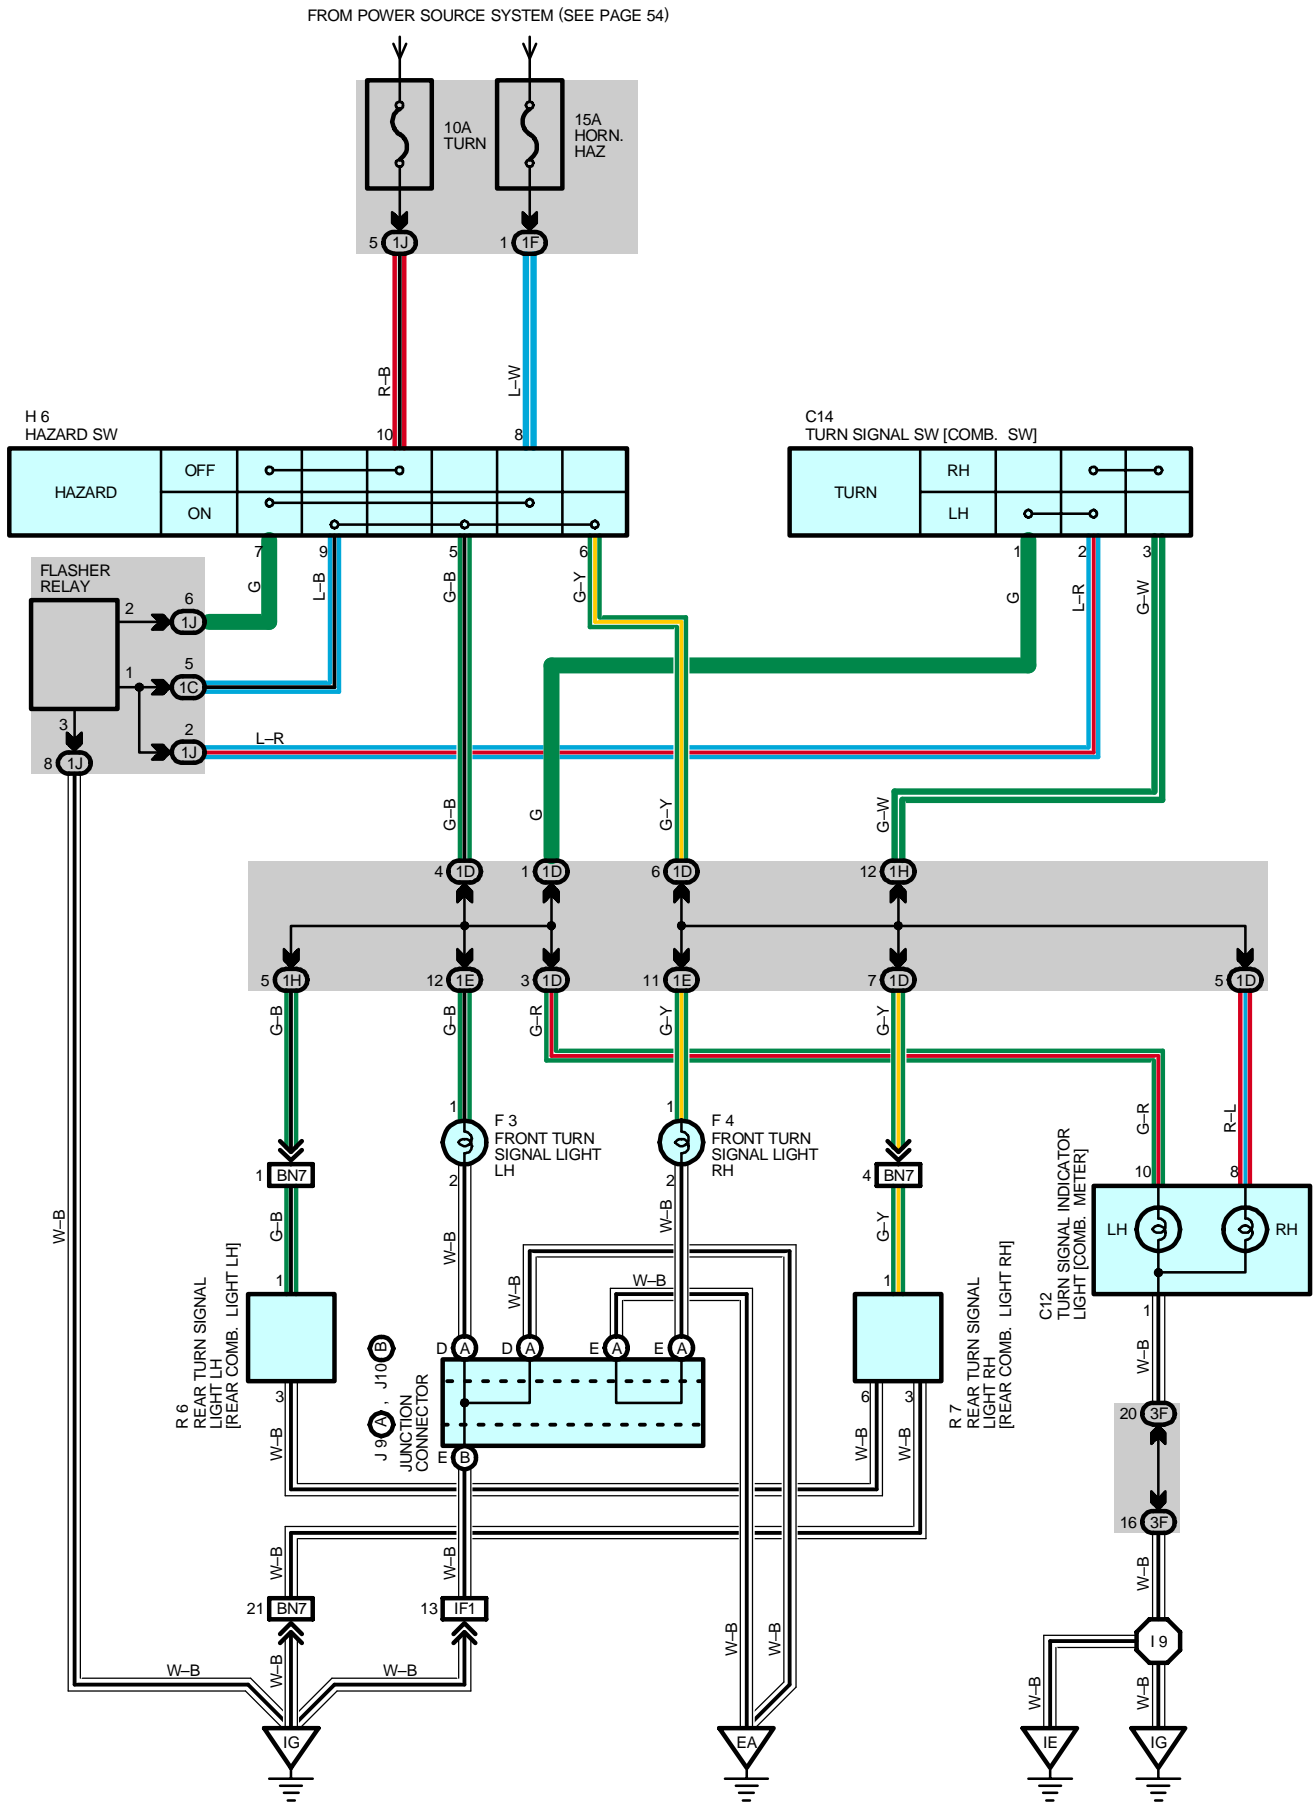 FROM POWER SOURCE SYSTEM (SEE PAGE 54)
10A
TURN
15A
HORN.
HAZ
5 1J
1 1F
R–B
L–W
H 6
HAZARD SW
10
8
C14
TURN SIGNAL SW [COMB. SW]
HAZARD
OFF
ON
TURN
RH
LH
7
9
5
6
1
2
3
G
L–B
G–B
G–Y
G
L–R
G–W
FLASHER
RELAY
2
6
1J
1
5
1C
2
1J
L–R
3
8 1J
G–B
G
G–Y
G–W
4 1D
1 1D
6 1D
12 1H
5 1H
12 1E
3 1D
11 1E
7 1D
5 1D
G–B
G–B
G–R
G–Y
G–Y
G–R
R–L
1
F 3
FRONT TURN
SIGNAL LIGHT
LH
2
1
F 4
FRONT TURN
SIGNAL LIGHT
RH
2
1 BN7
4 BN7
G–B
W–B
W–B
G–Y
W–B
10
8
LH
RH
C12
TURN SIGNAL INDICATOR
LIGHT [COMB. METER]
1
W–B
W–B
1
1
W–B
R 6
REAR TURN SIGNAL
LIGHT LH
[REAR COMB. LIGHT LH]
3
W–B
J 9 A , J10 B
JUNCTION
CONNECTOR
D A
D A
E A
E A
E B
R 7
REAR TURN SIGNAL
LIGHT RH
[REAR COMB. LIGHT RH]
6
3
W–B
W–B
20 3F
16 3F
W–B
W–B
W–B
21 BN7
13 IF1
W–B
W–B
I 9
W–B
W–B
W–B
W–B
W–B
IG
EA
IE
IG